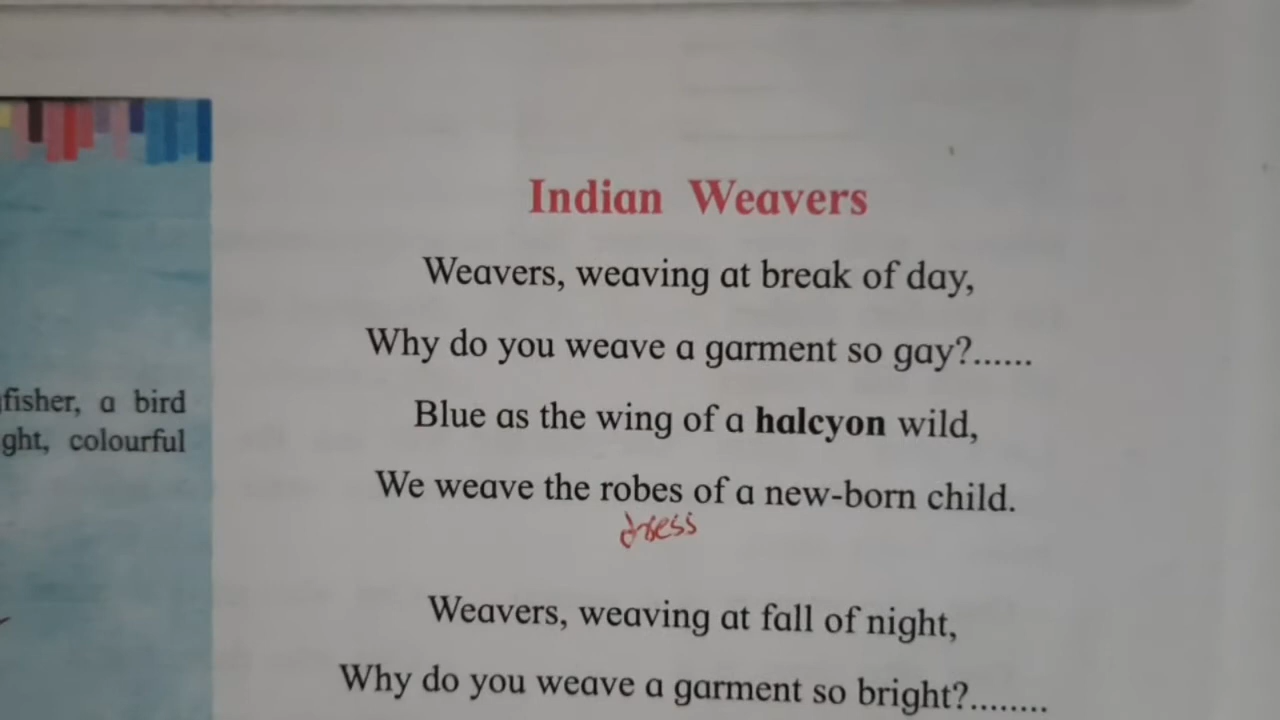 Indian Weavers
Weavers, weaving at break of day,
Why do you weave a garment so gay?......
Blue as the wing of a halcyon wild,
We weave the robes of a new-born child.
dress
Weavers, weaving at fall of night,
Why do you weave a garment so bright?........
fisher, a bird
ght, colourful